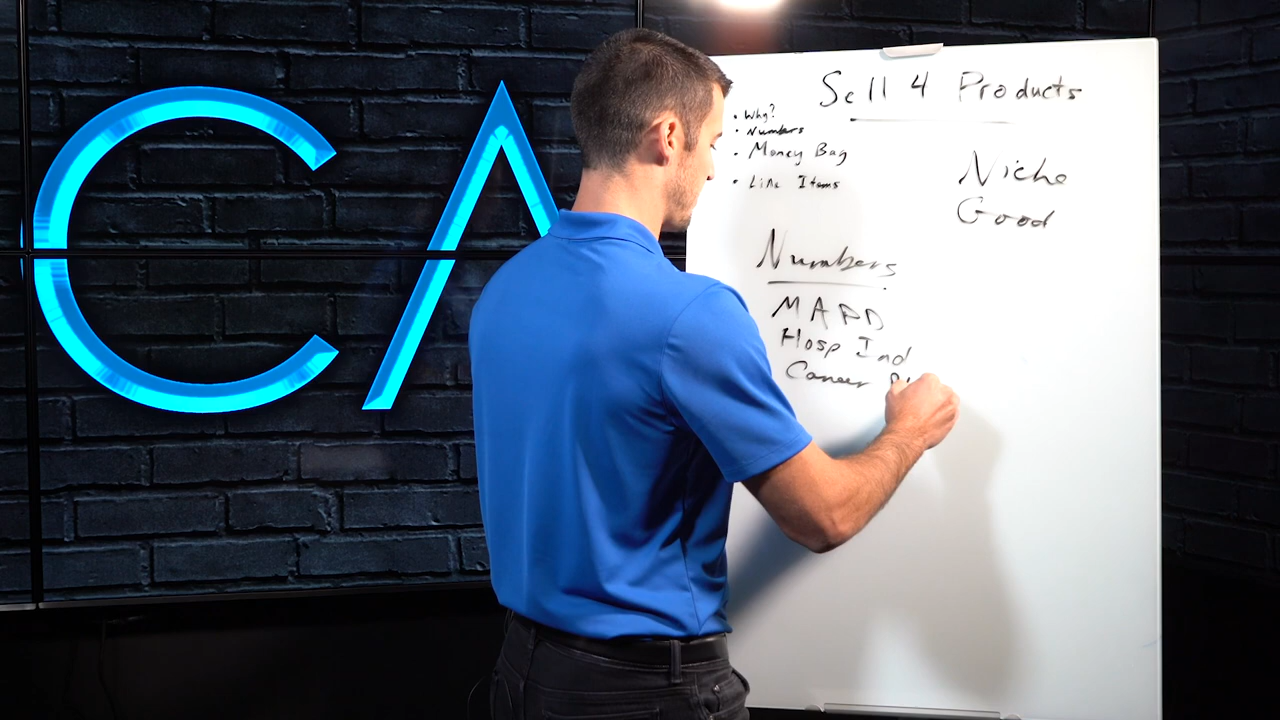 CA
Sell 4 Products
• Why?
• Numbers
• Money Bag
• Line Items
Niche
Good
Numbers
MAPD
Hosp Ind
Cancer